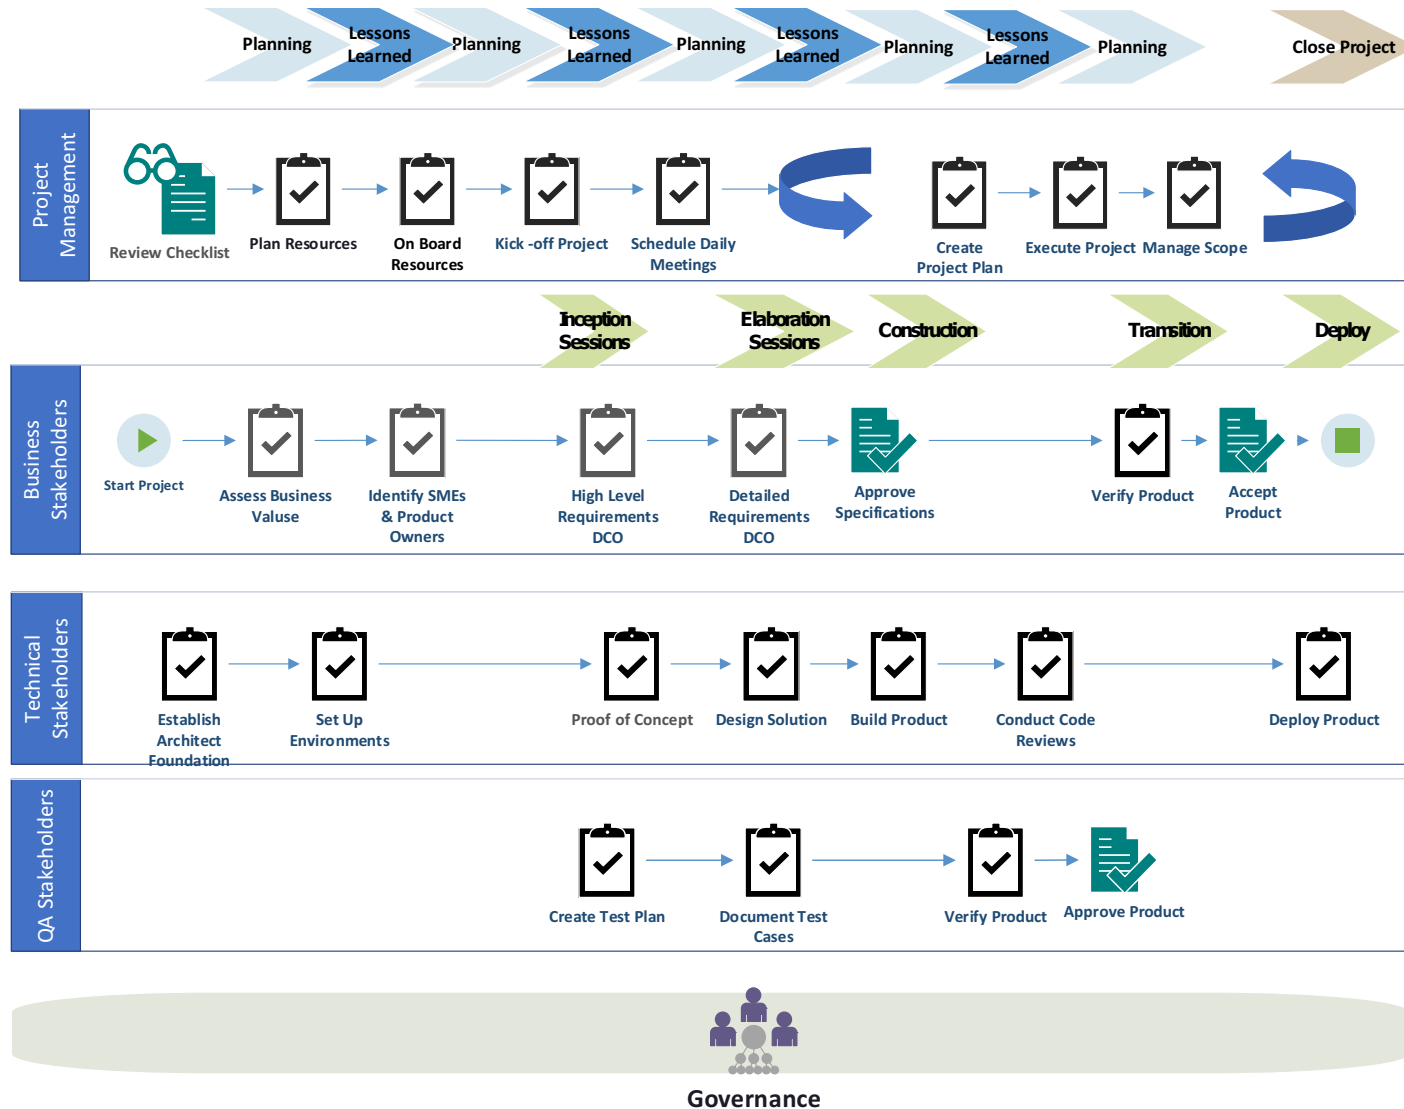 Planning
Lessons
Learned
Planning
Lessons
Learned
Planning
Lessons
Learned
Planning
Lessons
Learned
Planning
Close Project
Project
Management
Review Checklist
Plan Resources
On Board
Resources
Kick -off Project
Schedule Daily
Meetings
Create
Project Plan
Execute Project
Manage Scope
Inception
Sessions
Elaboration
Sessions
Construction
Transition
Deploy
Business
Stakeholders
Start Project
Assess Business
Valuse
Identify SMEs
& Product
Owners
High Level
Requirements
DCO
Detailed
Requirements
DCO
Approve
Specifications
Verify Product
Accept
Product
Technical
Stakeholders
Establish
Architect
Foundation
Set Up
Environments
Proof of Concept
Design Solution
Build Product
Conduct Code
Reviews
Deploy Product
QA Stakeholders
Create Test Plan
Document Test
Cases
Verify Product
Approve Product
Governance